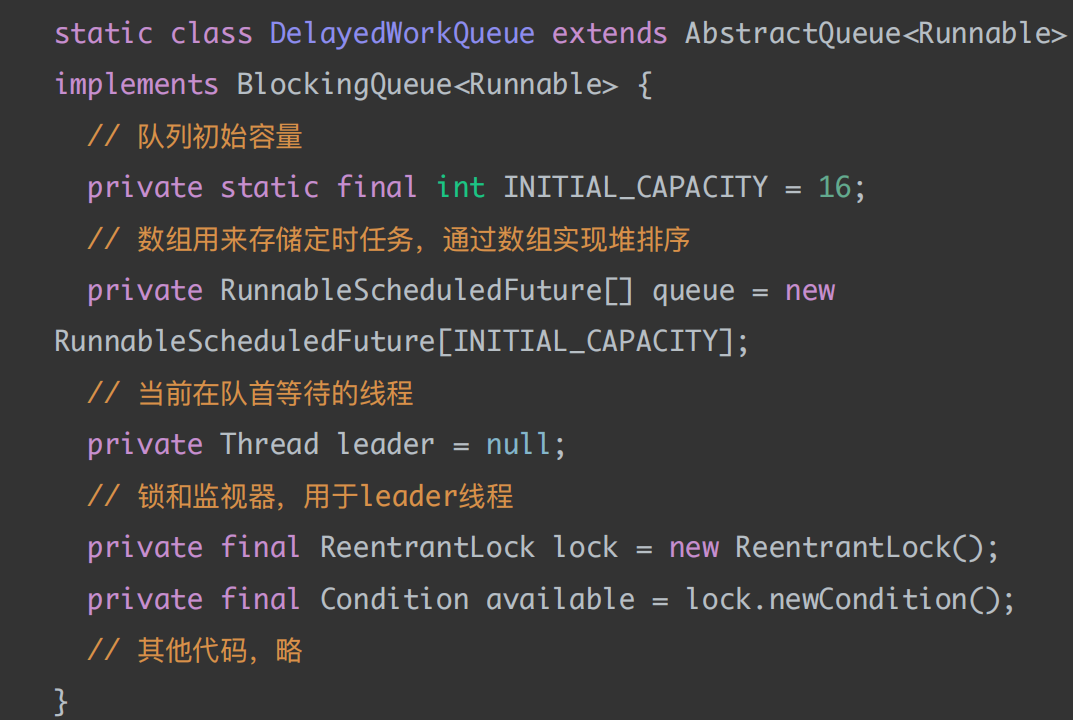 static class DelayedWorkQueue extends AbstractQueue<Runnable>
implements BlockingQueue<Runnable> {
// 队列初始容量
private static final int INITIAL_CAPACITY = 16;
// 数组用来存储定时任务，通过数组实现堆排序
private RunnableScheduledFuture[] queue = new
RunnableScheduledFuture[INITIAL_CAPACITY];
// 当前在队首等待的线程
private Thread leader = null;
// 锁和监视器，用于leader线程
private final ReentrantLock lock = new ReentrantLock();
private final Condition available = lock.newCondition();
// 其他代码，略
}